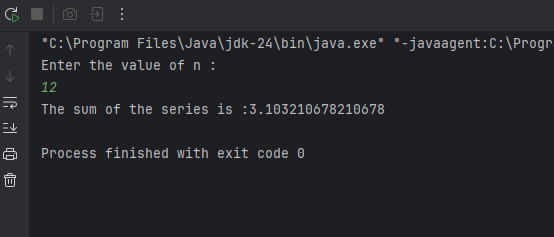 "C:\Program Files\Java\jdk-24\bin\java.exe" "-javaagent:C:\Progr
Enter the value of n :
12
The sum of the series is :3.103210678210678
Process finished with exit code 0